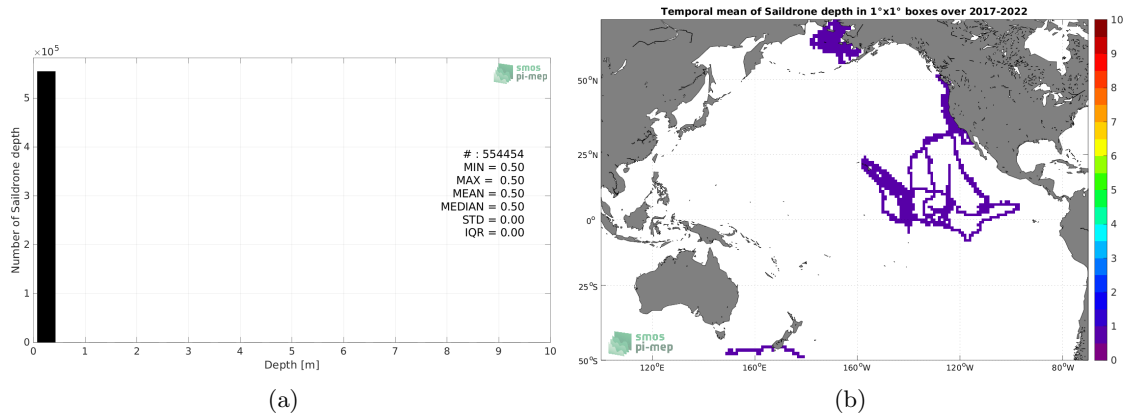 ×10⁵
5
4
3
2
1
0
Number of Saildrone depth
smos
pi-mep
# : 554454
MIN = 0.50
MAX = 0.50
MEAN = 0.50
MEDIAN = 0.50
STD = 0.00
IQR = 0.00
0 1 2 3 4 5 6 7 8 9 10
Depth [m]
(a)
Temporal mean of Saildrone depth in 1°x1° boxes over 2017-2022
50°N
25°N
0°
25°S
50°S
smos
pi-mep
120°E 160°E 160°W 120°W 80°W
10
9
8
7
6
5
4
3
2
1
0
(b)